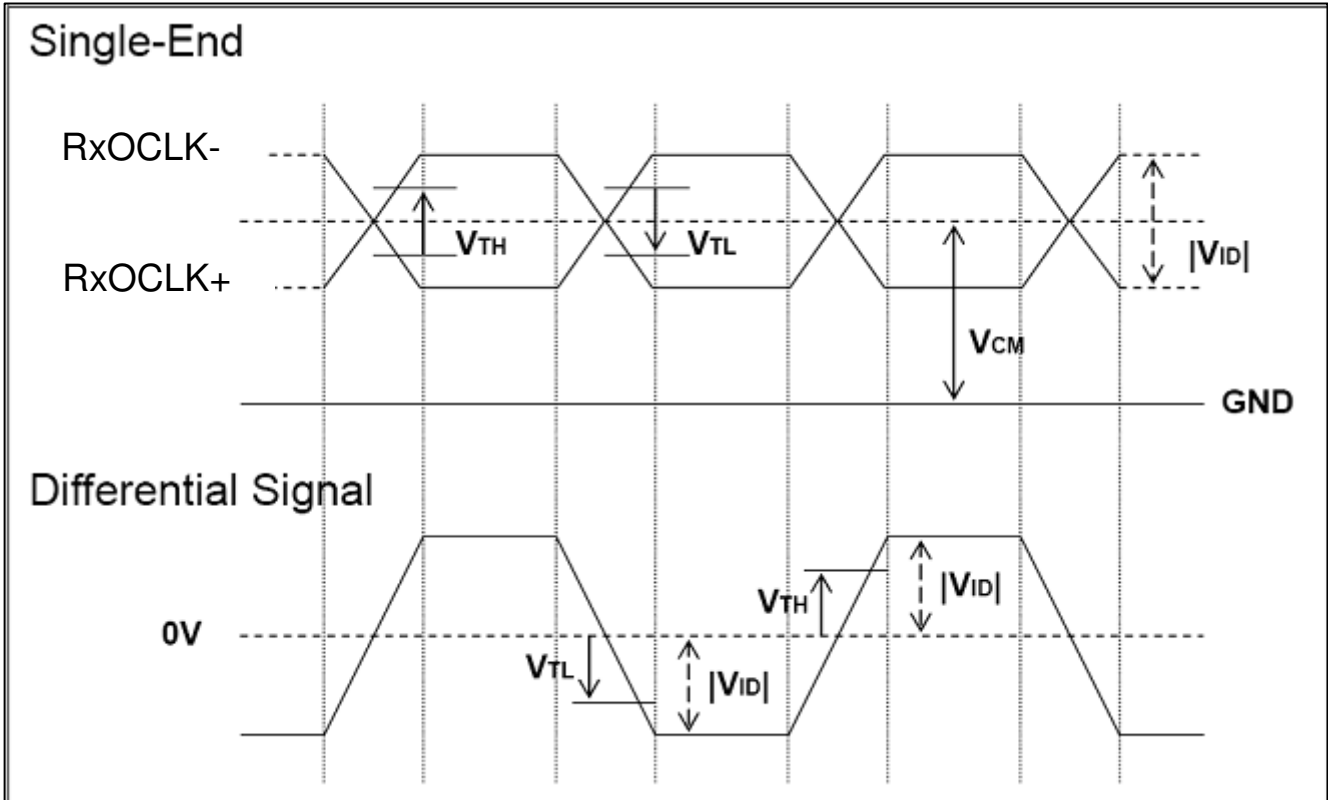 Single-End
RxOCLK-
VTH
VTL
|VID|
RxOCLK+
VCM
GND
Differential Signal
|VID|
VTH
0V
VTL
|VID|